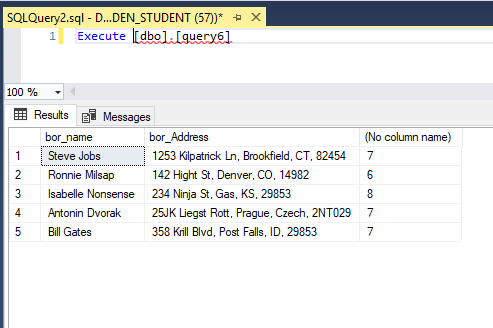 SQLQuery2.sql - D...DEN_STUDENT (57))*
1 Execute [dbo].[query6]
100 %
Results Messages
bor_name bor_Address (No column name)
1 Steve Jobs 1253 Kilpatrick Ln, Brookfield, CT, 82454 7
2 Ronnie Milsap 142 Hight St, Denver, CO, 14982 6
3 Isabelle Nonsense 234 Ninja St, Gas, KS, 29853 8
4 Antonin Dvorak 25JK Liegst Rott, Prague, Czech, 2NT029 7
5 Bill Gates 358 Krill Blvd, Post Falls, ID, 29853 7